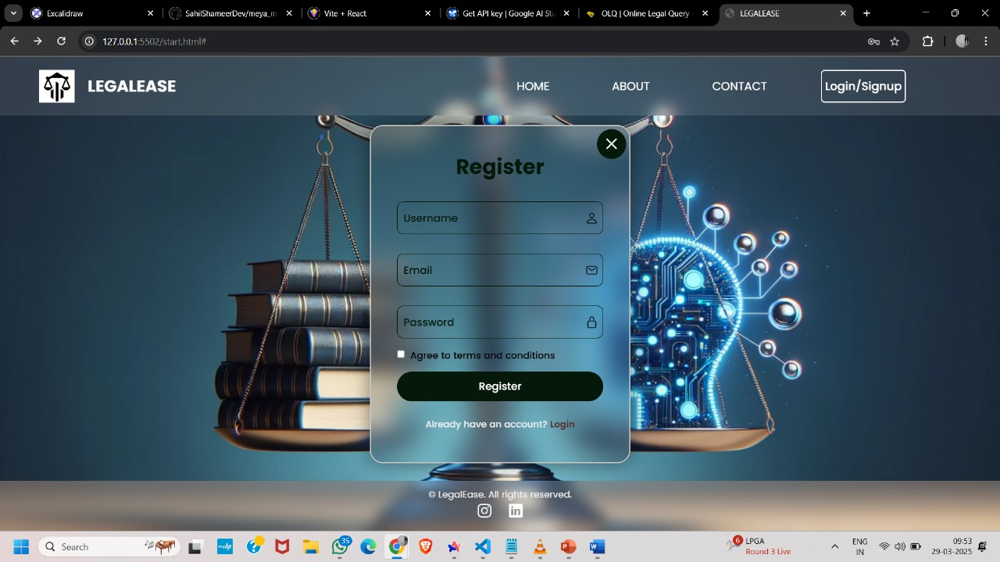 Excalidraw
SahilShameerDev/meya_m
Vite + React
Get API key | Google AI Stu
OLQ | Online Legal Query -
LEGALEASE
127.0.0.1:5502/start.html#
LEGALEASE
HOME
ABOUT
CONTACT
Login/Signup
Register
Username
Email
Password
Agree to terms and conditions
Register
Already have an account? Login
© LegalEase. All rights reserved.
Search
myhp
35
6
LPGA
Round 3 Live
ENG
IN
09:53
29-03-2025